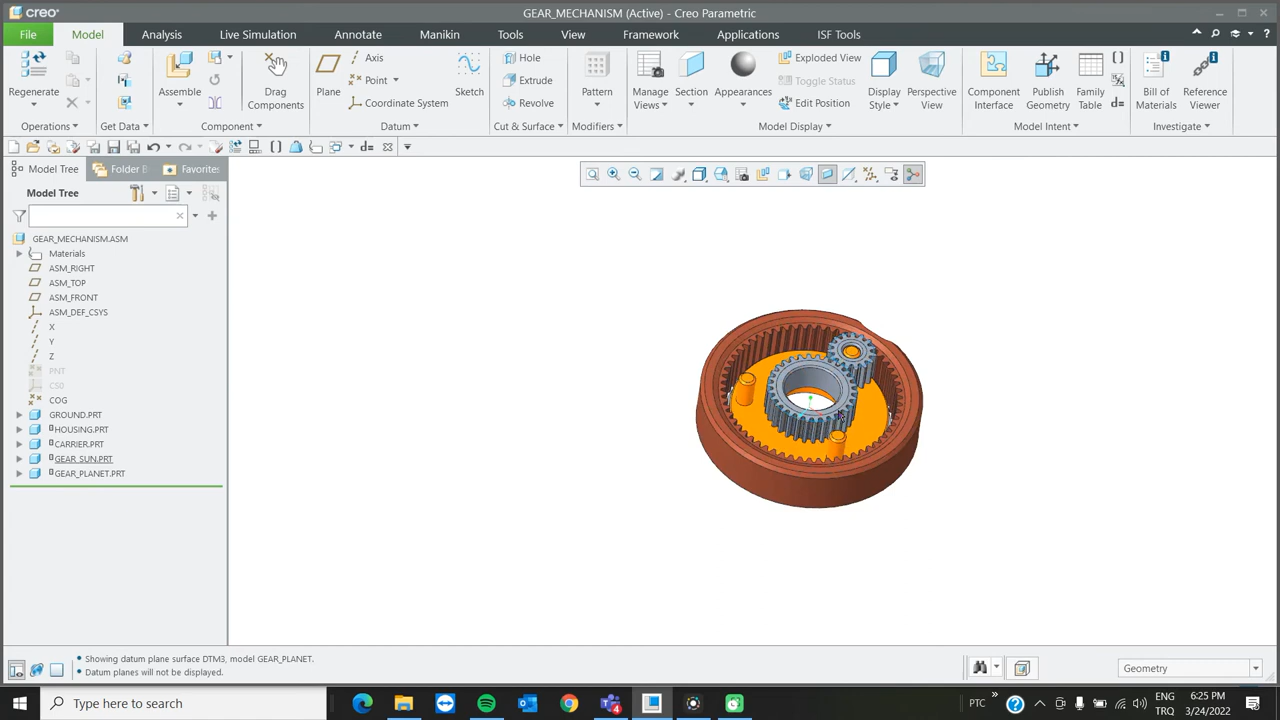 creo
GEAR_MECHANISM (Active) - Creo Parametric
File
Model
Analysis
Live Simulation
Annotate
Manikin
Tools
View
Framework
Applications
ISF Tools
Regenerate
Operations
Get Data
Assemble
Drag Components
Component
Plane
Axis
Point
Coordinate System
Sketch
Datum
Hole
Extrude
Revolve
Cut & Surface
Pattern
Modifiers
Manage Views
Section
Appearances
Exploded View
Toggle Status
Edit Position
Display Style
Perspective View
Model Display
Component Interface
Publish Geometry
Family Table
Model Intent
Bill of Materials
Reference Viewer
Investigate
Model Tree
Folder B
Favorites
Model Tree
GEAR_MECHANISM.ASM
Materials
ASM_RIGHT
ASM_TOP
ASM_FRONT
ASM_DEF_CSYS
X
Y
Z
PNT
CS0
COG
GROUND.PRT
HOUSING.PRT
CARRIER.PRT
GEAR_SUN.PRT
GEAR_PLANET.PRT
• Showing datum plane surface DTM3, model GEAR_PLANET.
• Datum planes will not be displayed.
Geometry
Type here to search
4
PTC
ENG
TRQ
6:25 PM
3/24/2022